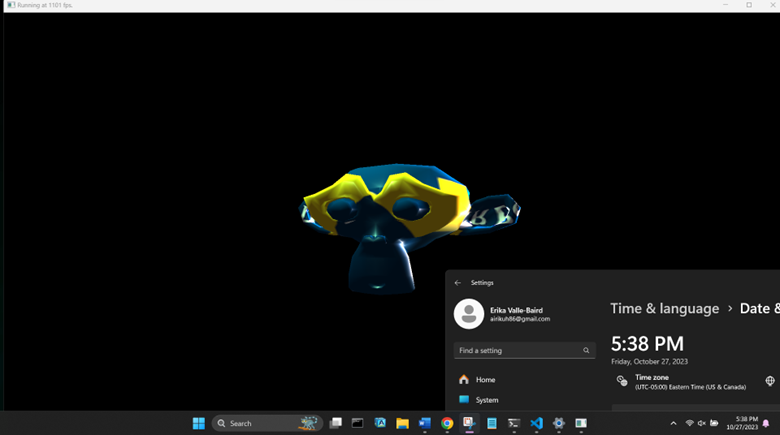 Running at 1101 fps.
Settings
Erika Valle-Baird
airikuh86@gmail.com
Find a setting
Home
System
Time & language > Date &
5:38 PM
Friday, October 27, 2023
Time zone
(UTC-05:00) Eastern Time (US & Canada)
Search
5:38 PM
10/27/2023